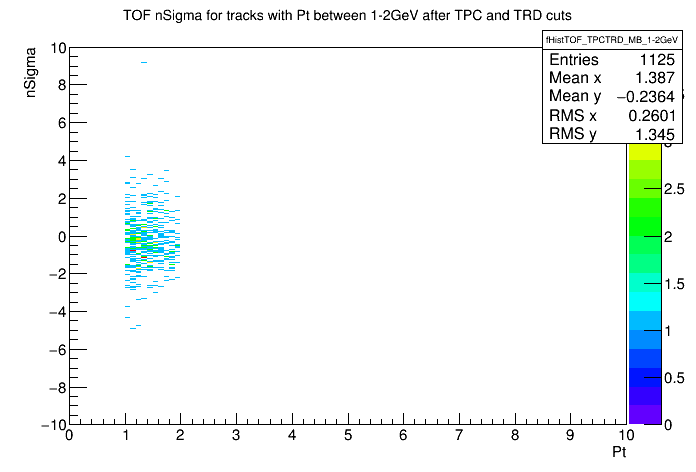 TOF nSigma for tracks with Pt between 1-2GeV after TPC and TRD cuts
fHistTOF_TPCTRD_MB_1-2GeV
Entries 1125
Mean x 1.387
Mean y −0.2364
RMS x 0.2601
RMS y 1.345
nSigma
10
8
6
4
2
0
−2
−4
−6
−8
−10
0 1 2 3 4 5 6 7 8 9 10
Pt
2.5
2
1.5
1
0.5
0